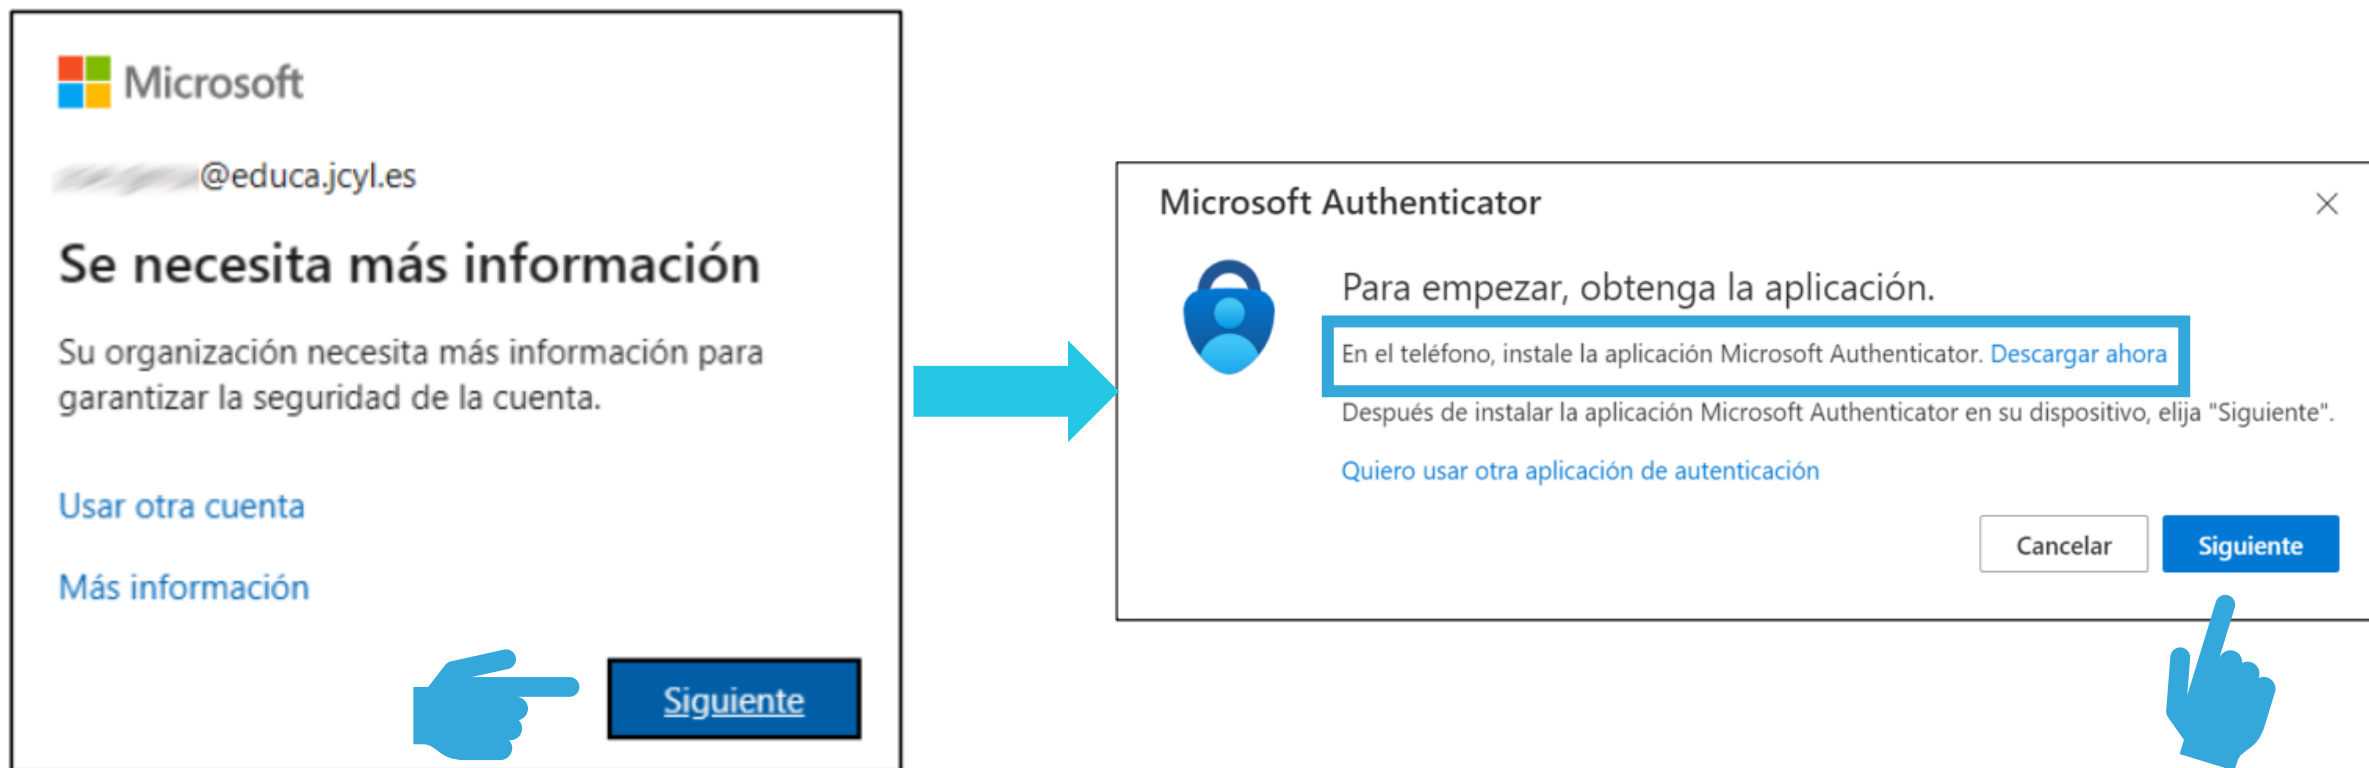 Microsoft
@educa.jcyl.es
Se necesita más información
Su organización necesita más información para
garantizar la seguridad de la cuenta.
Usar otra cuenta
Más información
Siguiente
Microsoft Authenticator
Para empezar, obtenga la aplicación.
En el teléfono, instale la aplicación Microsoft Authenticator. Descargar ahora
Después de instalar la aplicación Microsoft Authenticator en su dispositivo, elija "Siguiente".
Quiero usar otra aplicación de autenticación
Cancelar
Siguiente